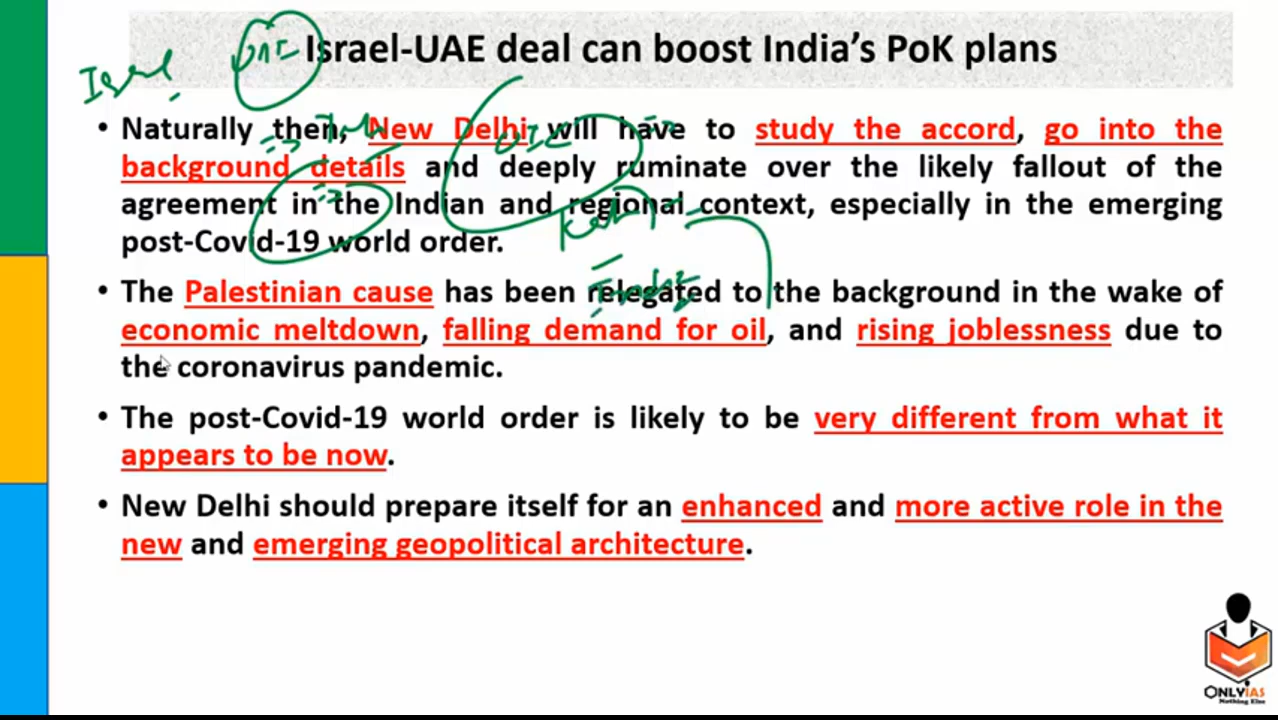 Israel-UAE deal can boost India's PoK plans
Israel
UAE
• Naturally then, New Delhi will have to study the accord, go into the
background details and deeply ruminate over the likely fallout of the
agreement in the Indian and regional context, especially in the emerging
post-Covid-19 world order.
OIC
• The Palestinian cause has been relegated to the background in the wake of
economic meltdown, falling demand for oil, and rising joblessness due to
the coronavirus pandemic.
• The post-Covid-19 world order is likely to be very different from what it
appears to be now.
• New Delhi should prepare itself for an enhanced and more active role in the
new and emerging geopolitical architecture.
ONLYIAS
Nothing Else